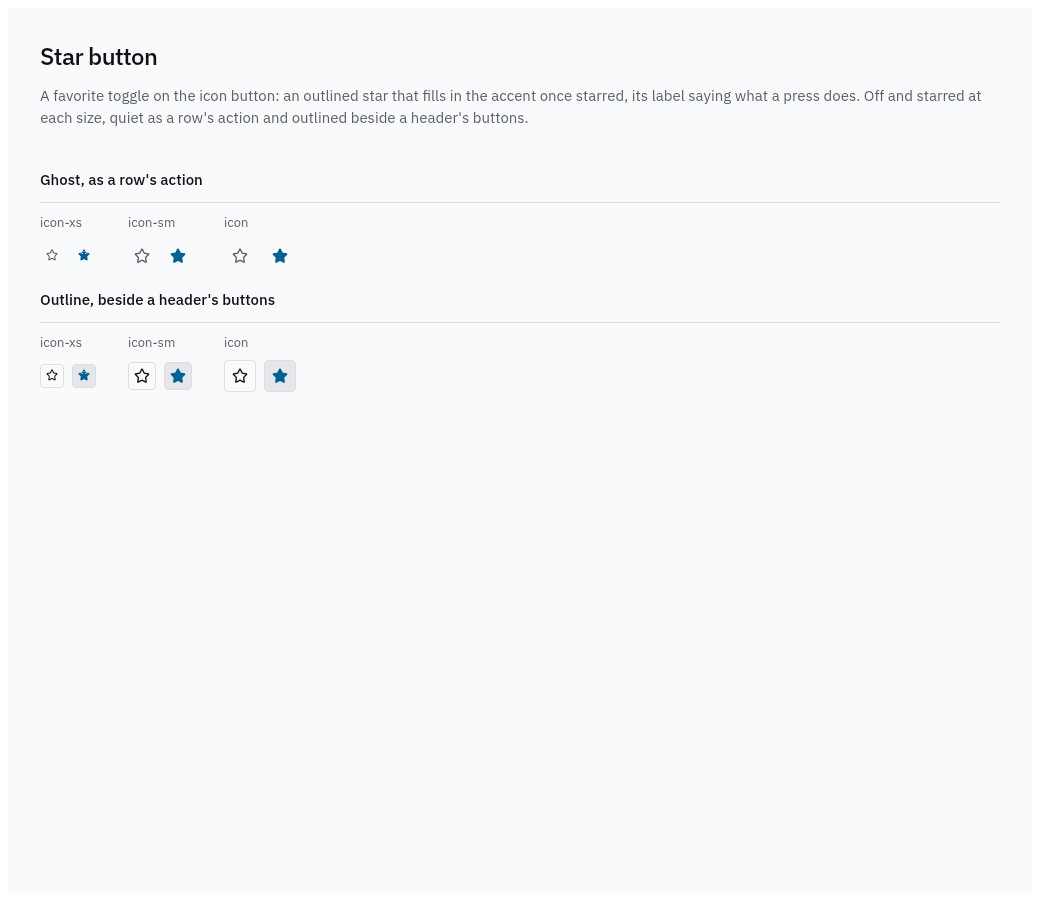 Star button
A favorite toggle on the icon button: an outlined star that fills in the accent once starred, its label saying what a press does. Off and starred at
each size, quiet as a row's action and outlined beside a header's buttons.
Ghost, as a row's action
icon-xs icon-sm icon
Outline, beside a header's buttons
icon-xs icon-sm icon